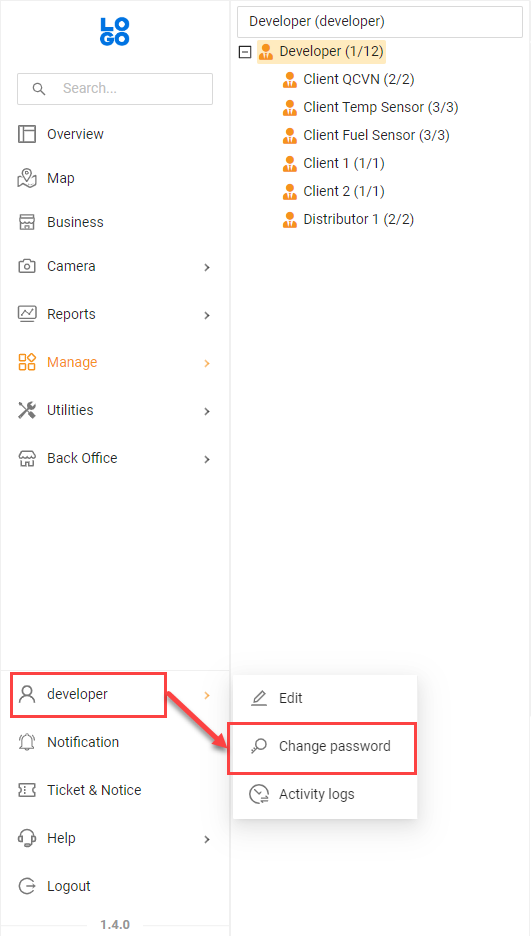 LO
GO
Search...
Overview
Map
Business
Camera
Reports
Manage
Utilities
Back Office
developer
Notification
Ticket & Notice
Help
Logout
1.4.0
Developer (developer)
Developer (1/12)
Client QCVN (2/2)
Client Temp Sensor (3/3)
Client Fuel Sensor (3/3)
Client 1 (1/1)
Client 2 (1/1)
Distributor 1 (2/2)
Edit
Change password
Activity logs